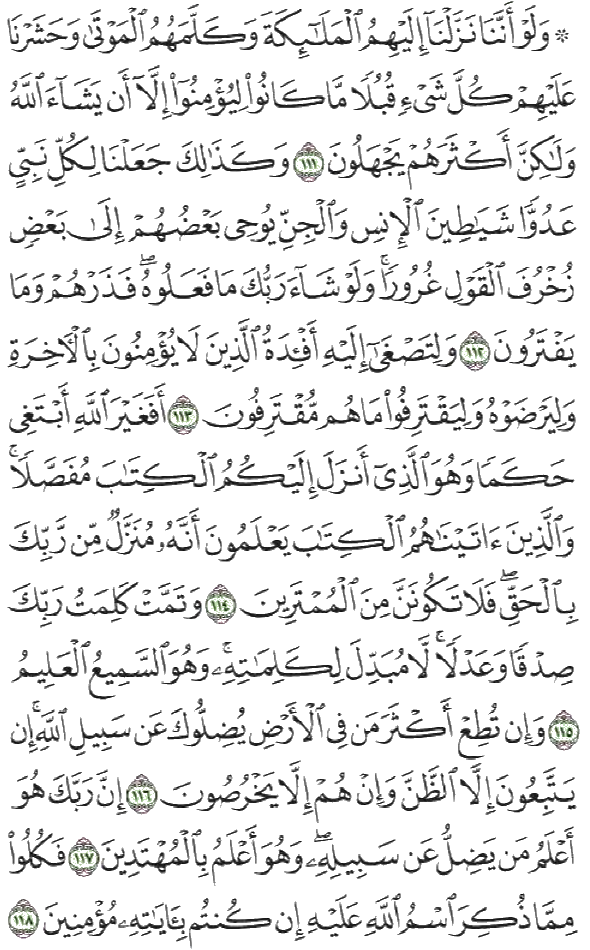 ۞ وَلَوْ أَنَّنَا نَزَّلْنَآ إِلَيْهِمُ ٱلْمَلَٰٓئِكَةَ وَكَلَّمَهُمُ ٱلْمَوْتَىٰ وَحَشَرْنَا
عَلَيْهِمْ كُلَّ شَىْءٍ قُبُلًا مَّا كَانُوا۟ لِيُؤْمِنُوٓا۟ إِلَّآ أَن يَشَآءَ ٱللَّهُ
وَلَٰكِنَّ أَكْثَرَهُمْ يَجْهَلُونَ ١١١ وَكَذَٰلِكَ جَعَلْنَا لِكُلِّ نَبِىٍّ
عَدُوًّا شَيَٰطِينَ ٱلْإِنسِ وَٱلْجِنِّ يُوحِى بَعْضُهُمْ إِلَىٰ بَعْضٍ
زُخْرُفَ ٱلْقَوْلِ غُرُورًا ۚ وَلَوْ شَآءَ رَبُّكَ مَا فَعَلُوهُ ۖ فَذَرْهُمْ وَمَا
يَفْتَرُونَ ١١٢ وَلِتَصْغَىٰٓ إِلَيْهِ أَفْـِٔدَةُ ٱلَّذِينَ لَا يُؤْمِنُونَ بِٱلْءَاخِرَةِ
وَلِيَرْضَوْهُ وَلِيَقْتَرِفُوا۟ مَا هُم مُّقْتَرِفُونَ ١١٣ أَفَغَيْرَ ٱللَّهِ أَبْتَغِى
حَكَمًا وَهُوَ ٱلَّذِىٓ أَنزَلَ إِلَيْكُمُ ٱلْكِتَٰبَ مُفَصَّلًا ۚ
وَٱلَّذِينَ ءَاتَيْنَٰهُمُ ٱلْكِتَٰبَ يَعْلَمُونَ أَنَّهُۥ مُنَزَّلٌ مِّن رَّبِّكَ
بِٱلْحَقِّ ۖ فَلَا تَكُونَنَّ مِنَ ٱلْمُمْتَرِينَ ١١٤ وَتَمَّتْ كَلِمَتُ رَبِّكَ
صِدْقًا وَعَدْلًا ۚ لَّا مُبَدِّلَ لِكَلِمَٰتِهِۦ ۚ وَهُوَ ٱلسَّمِيعُ ٱلْعَلِيمُ
١١٥ وَإِن تُطِعْ أَكْثَرَ مَن فِى ٱلْأَرْضِ يُضِلُّوكَ عَن سَبِيلِ ٱللَّهِ ۚ إِن
يَتَّبِعُونَ إِلَّا ٱلظَّنَّ وَإِنْ هُمْ إِلَّا يَخْرُصُونَ ١١٦ إِنَّ رَبَّكَ هُوَ
أَعْلَمُ مَن يَضِلُّ عَن سَبِيلِهِۦ ۖ وَهُوَ أَعْلَمُ بِٱلْمُهْتَدِينَ ١١٧ فَكُلُوا۟
مِمَّا ذُكِرَ ٱسْمُ ٱللَّهِ عَلَيْهِ إِن كُنتُم بِـَٔايَٰتِهِۦ مُؤْمِنِينَ ١١٨